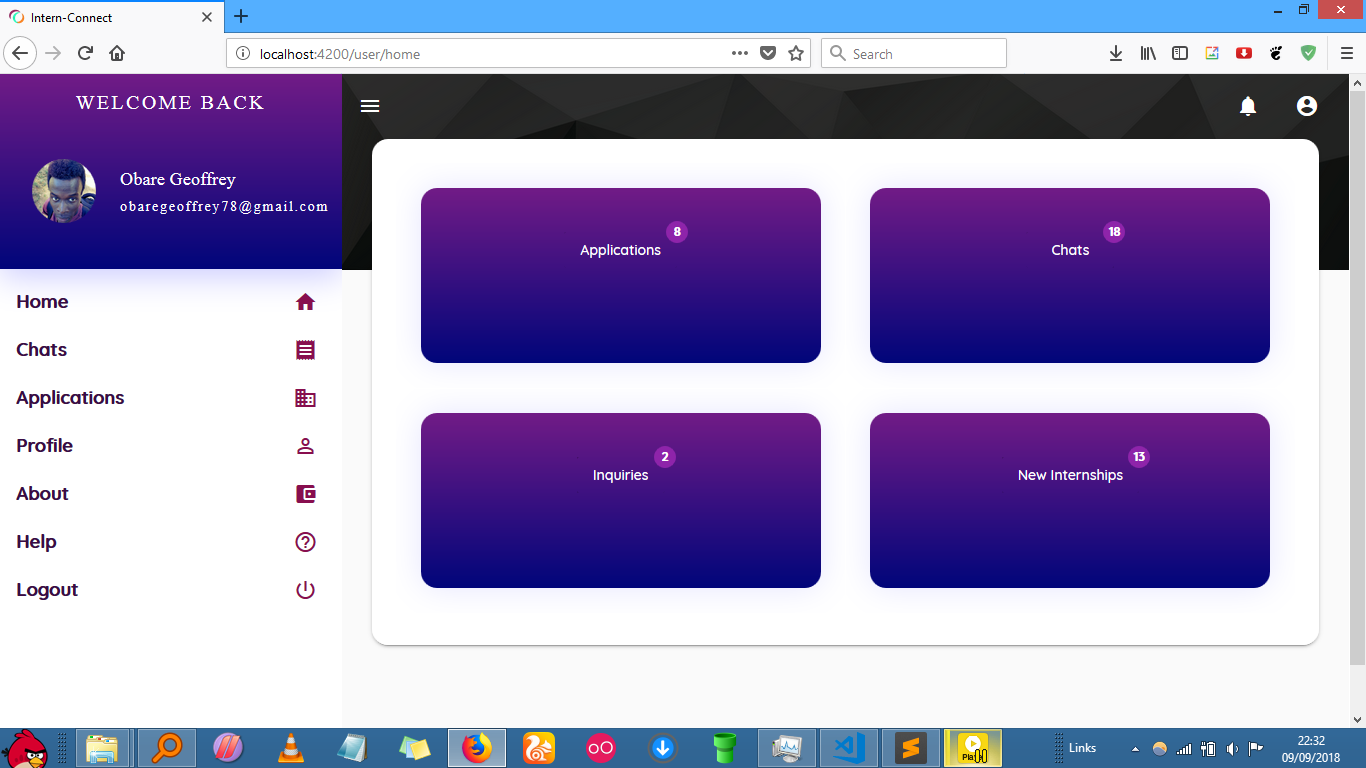 Intern-Connect
localhost:4200/user/home
Search
WELCOME BACK
Obare Geoffrey
obaregeoffrey78@gmail.com
Home
Chats
Applications
Profile
About
Help
Logout
8
Applications
18
Chats
2
Inquiries
13
New Internships
Links
22:32
09/09/2018